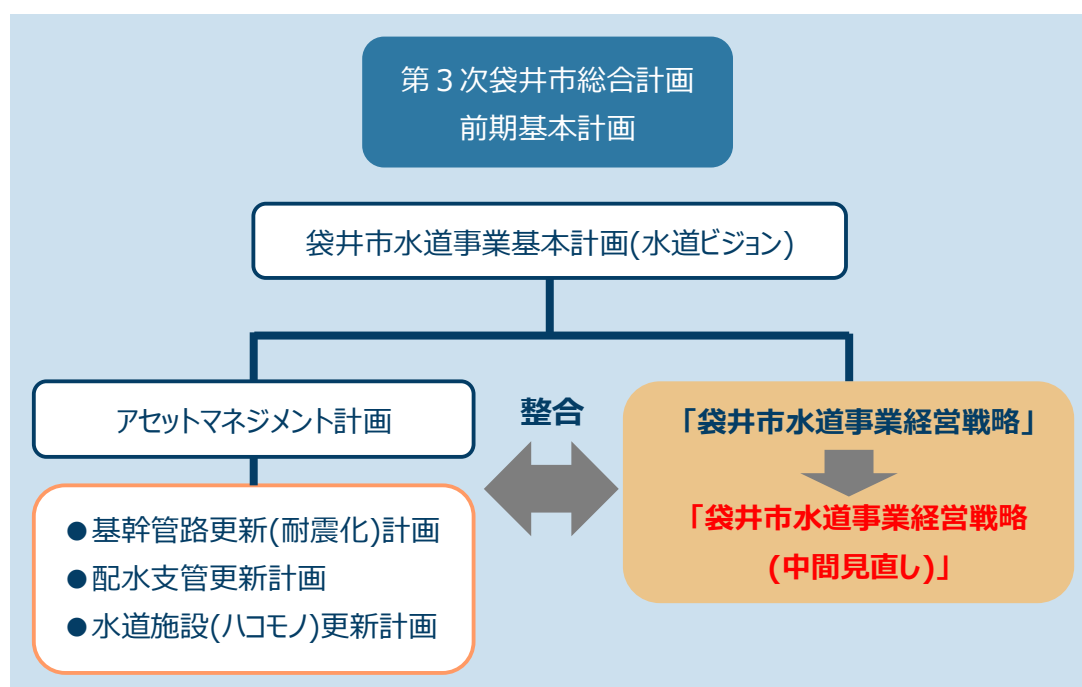 第３次袋井市総合計画
前期基本計画
袋井市水道事業基本計画(水道ビジョン)
アセットマネジメント計画
整合
「袋井市水道事業経営戦略」
「袋井市水道事業経営戦略
(中間見直し)」
●基幹管路更新(耐震化)計画
●配水支管更新計画
●水道施設(ハコモノ)更新計画